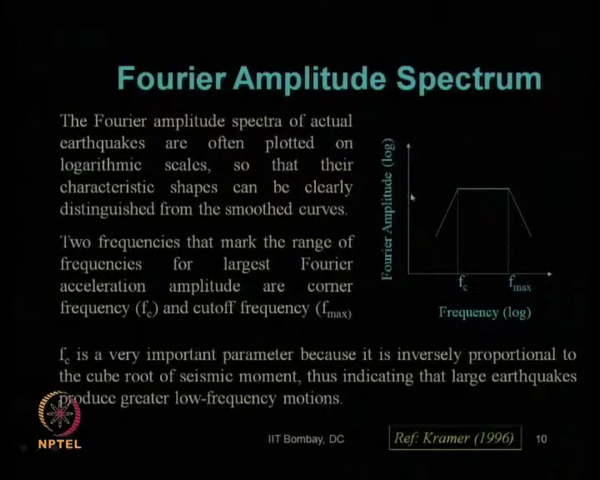 Fourier Amplitude Spectrum
The Fourier amplitude spectra of actual
earthquakes are often plotted on
logarithmic scales, so that their
characteristic shapes can be clearly
distinguished from the smoothed curves.
Two frequencies that mark the range of
frequencies for largest Fourier
acceleration amplitude are corner
frequency (fc) and cutoff frequency (fmax)
Fourier Amplitude (log)
fc
fmax
Frequency (log)
fc is a very important parameter because it is inversely proportional to
the cube root of seismic moment, thus indicating that large earthquakes
produce greater low-frequency motions.
NPTEL
IIT Bombay, DC
Ref: Kramer (1996)
10